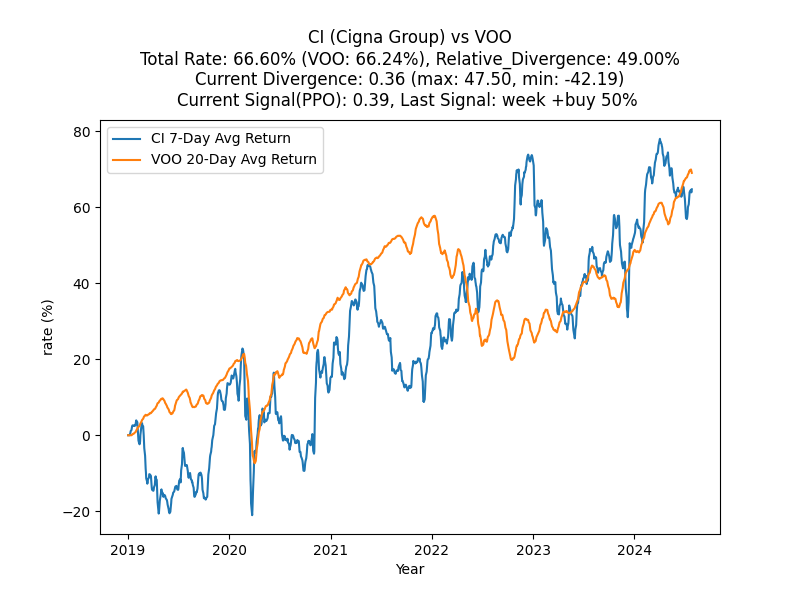 CI (Cigna Group) vs VOO
Total Rate: 66.60% (VOO: 66.24%), Relative_Divergence: 49.00%
Current Divergence: 0.36 (max: 47.50, min: -42.19)
Current Signal(PPO): 0.39, Last Signal: week +buy 50%
CI 7-Day Avg Return
VOO 20-Day Avg Return
80
60
40
20
0
−20
rate (%)
2019 2020 2021 2022 2023 2024
Year